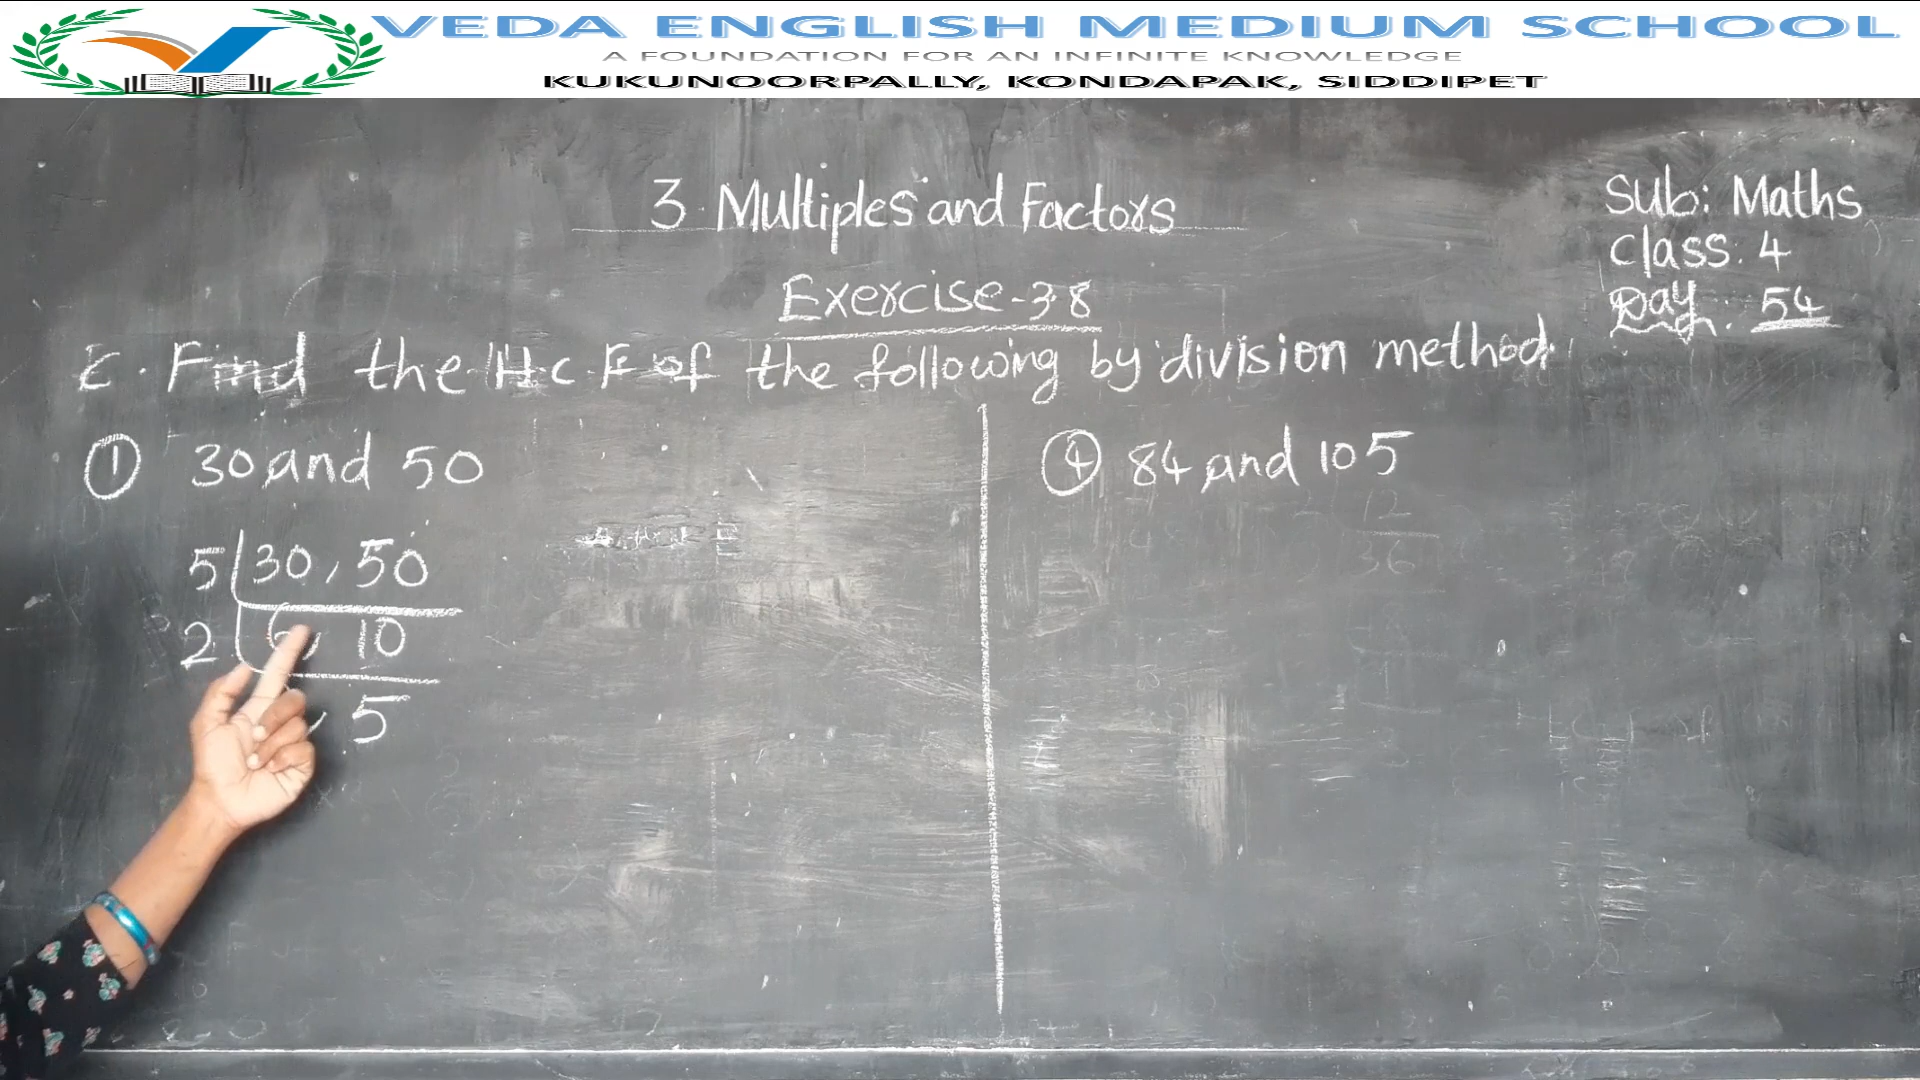 VEDA ENGLISH MEDIUM SCHOOL
A FOUNDATION FOR AN INFINITE KNOWLEDGE
KUKUNOORPALLY, KONDAPAK, SIDDIPET
3. Multiples and Factors
Sub: Maths
Class: 4
Day: 54
Exercise-3.8
C. Find the H.C.F of the following by division method.
① 30 and 50
5 | 30, 50
2 | 6, 10
, 5
④ 84 and 105
12
36